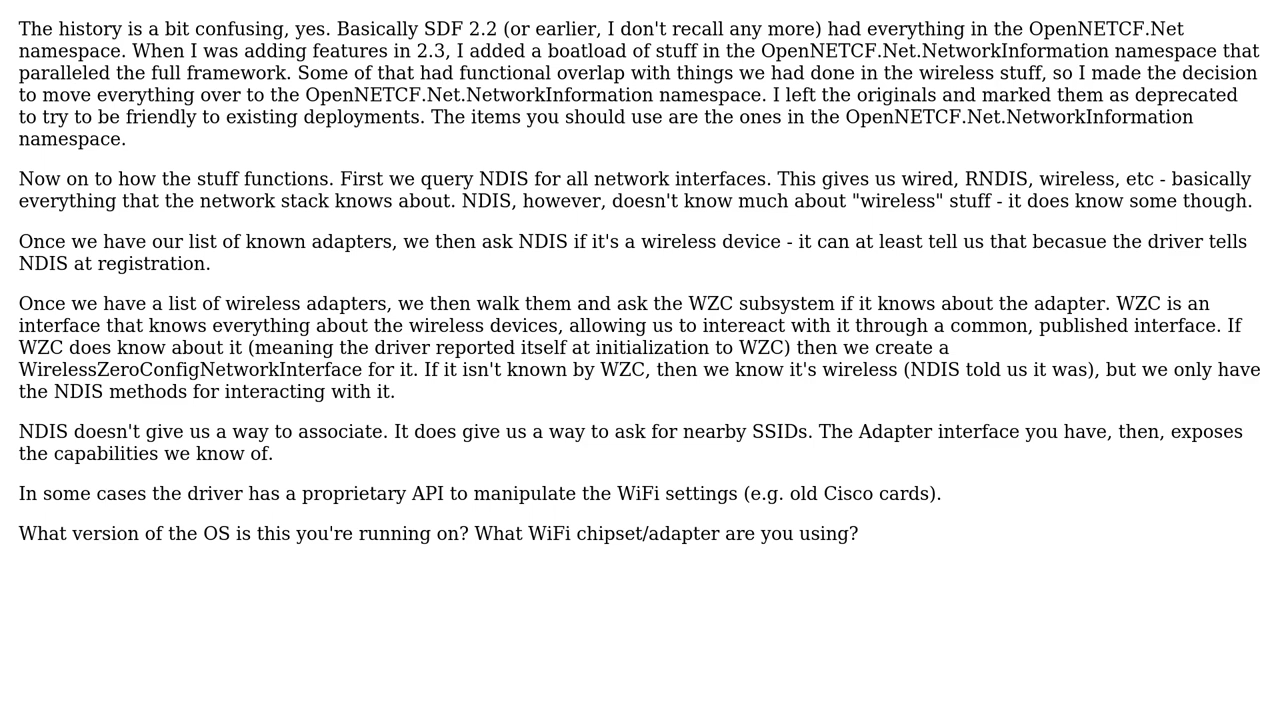 The history is a bit confusing, yes. Basically SDF 2.2 (or earlier, I don't recall any more) had everything in the OpenNETCF.Net
namespace. When I was adding features in 2.3, I added a boatload of stuff in the OpenNETCF.Net.NetworkInformation namespace that
paralleled the full framework. Some of that had functional overlap with things we had done in the wireless stuff, so I made the decision
to move everything over to the OpenNETCF.Net.NetworkInformation namespace. I left the originals and marked them as deprecated
to try to be friendly to existing deployments. The items you should use are the ones in the OpenNETCF.Net.NetworkInformation
namespace.
Now on to how the stuff functions. First we query NDIS for all network interfaces. This gives us wired, RNDIS, wireless, etc - basically
everything that the network stack knows about. NDIS, however, doesn't know much about "wireless" stuff - it does know some though.
Once we have our list of known adapters, we then ask NDIS if it's a wireless device - it can at least tell us that becasue the driver tells
NDIS at registration.
Once we have a list of wireless adapters, we then walk them and ask the WZC subsystem if it knows about the adapter. WZC is an
interface that knows everything about the wireless devices, allowing us to intereact with it through a common, published interface. If
WZC does know about it (meaning the driver reported itself at initialization to WZC) then we create a
WirelessZeroConfigNetworkInterface for it. If it isn't known by WZC, then we know it's wireless (NDIS told us it was), but we only have
the NDIS methods for interacting with it.
NDIS doesn't give us a way to associate. It does give us a way to ask for nearby SSIDs. The Adapter interface you have, then, exposes
the capabilities we know of.
In some cases the driver has a proprietary API to manipulate the WiFi settings (e.g. old Cisco cards).
What version of the OS is this you're running on? What WiFi chipset/adapter are you using?